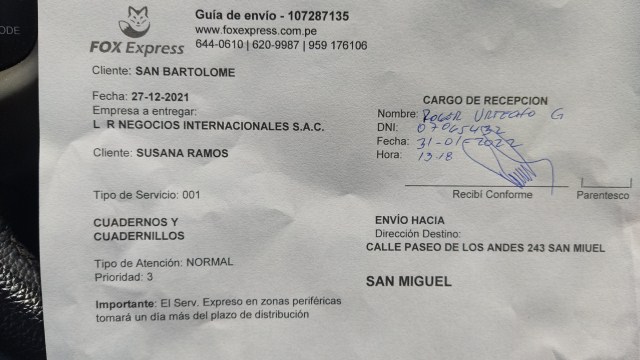 ODE
FOX Express
Guía de envío - 107287135
www.foxexpress.com.pe
644-0610 | 620-9987 | 959 176106
Cliente: SAN BARTOLOME
Fecha: 27-12-2021
Empresa a entregar:
L R NEGOCIOS INTERNACIONALES S.A.C.
Cliente: SUSANA RAMOS
Tipo de Servicio: 001
CUADERNOS Y
CUADERNILLOS
Tipo de Atención: NORMAL
Prioridad: 3
Importante: El Serv. Expreso en zonas periféricas
tomará un día más del plazo de distribución
CARGO DE RECEPCION
Nombre: ROGER G
DNI:
Fecha: 31-01-2022
Hora: 13:18
Recibí Conforme
Parentesco
ENVÍO HACIA
Dirección Destino:
CALLE PASEO DE LOS ANDES 243 SAN MIUEL
SAN MIGUEL